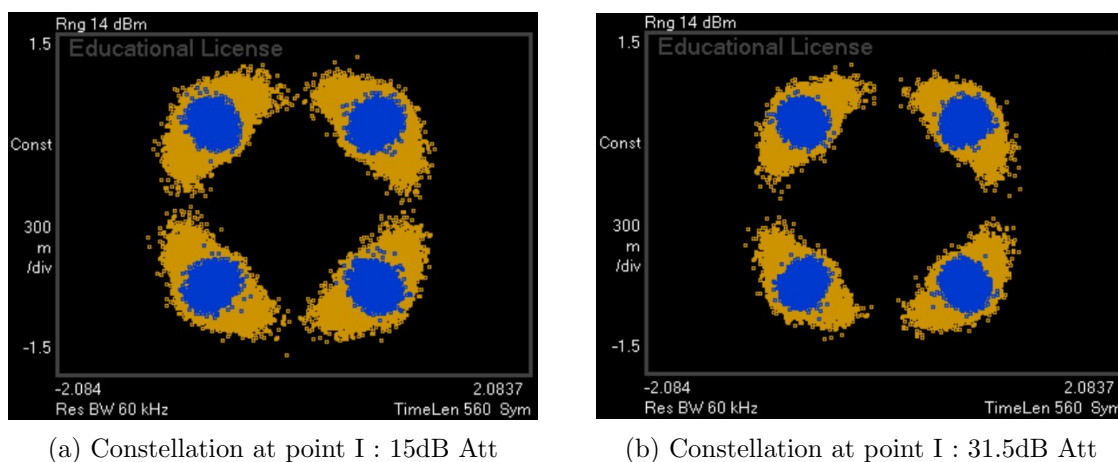 Rng 14 dBm
1.5
Educational License
Const
300
m
/div
-1.5
-2.084
2.0837
Res BW 60 kHz
TimeLen 560 Sym
(a) Constellation at point I : 15dB Att
Rng 14 dBm
1.5
Educational License
Const
300
m
/div
-1.5
-2.084
2.0837
Res BW 60 kHz
TimeLen 560 Sym
(b) Constellation at point I : 31.5dB Att